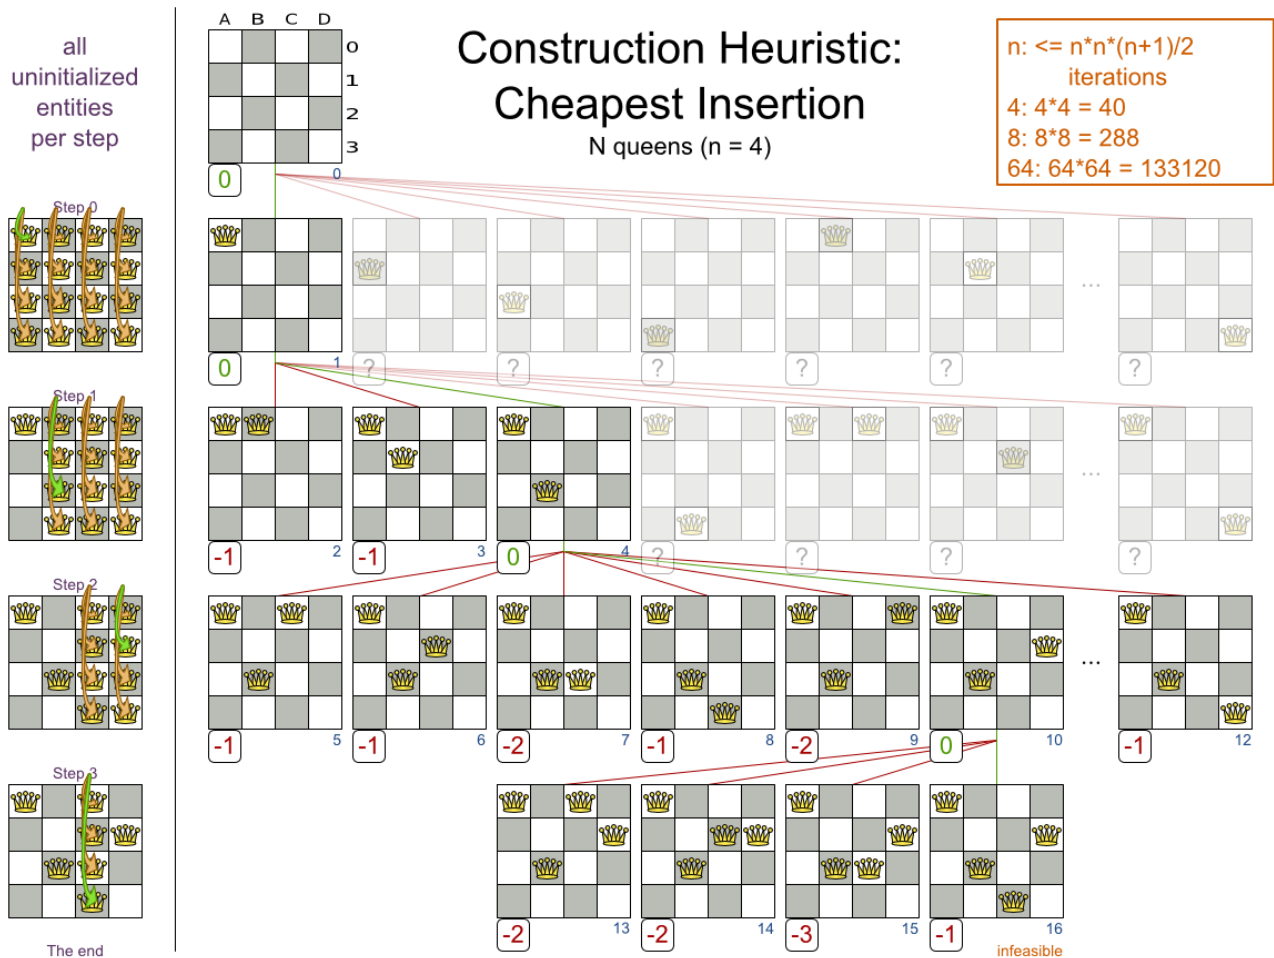 all
uninitialized
entities
per step
A B C D
0
1
2
3
Construction Heuristic:
Cheapest Insertion
N queens (n = 4)
n: <= n*n*(n+1)/2
iterations
4: 4*4 = 40
8: 8*8 = 288
64: 64*64 = 133120
0 0
Step 0
...
0 1 ? ? ? ? ?
Step 1
...
-1 2 -1 3 0 4 ? ? ? ?
Step 2
...
-1 5 -1 6 -2 7 -1 8 -2 9 0 10 -1 12
Step 3
-2 13 -2 14 -3 15 -1 16
The end
infeasible